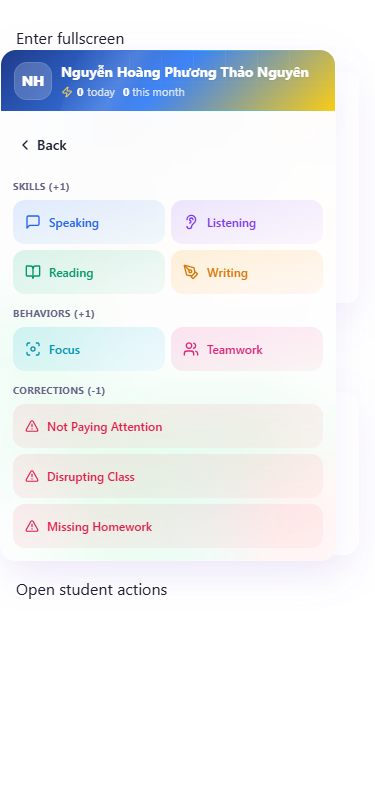 Enter fullscreen
NH
Nguyễn Hoàng Phương Thảo Nguyên
0 today 0 this month
Back
SKILLS (+1)
Speaking
Listening
Reading
Writing
BEHAVIORS (+1)
Focus
Teamwork
CORRECTIONS (-1)
Not Paying Attention
Disrupting Class
Missing Homework
Open student actions